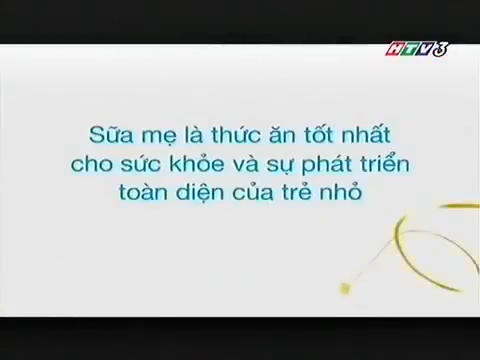 HTV3
Sữa mẹ là thức ăn tốt nhất
cho sức khỏe và sự phát triển
toàn diện của trẻ nhỏ